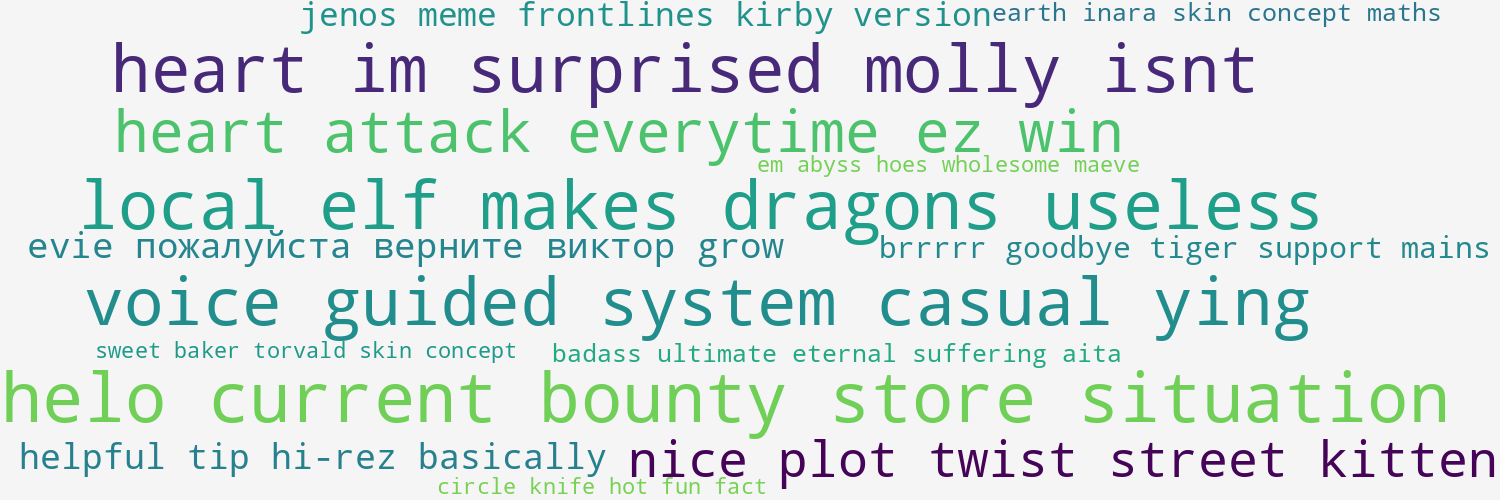 jenos meme frontlines kirby version
earth inara skin concept maths
heart im surprised molly isnt
heart attack everytime ez win
em abyss hoes wholesome maeve
local elf makes dragons useless
evie пожалуйста верните виктор grow
brrrrr goodbye tiger support mains
voice guided system casual ying
sweet baker torvald skin concept
badass ultimate eternal suffering aita
helo current bounty store situation
helpful tip hi-rez basically
nice plot twist street kitten
circle knife hot fun fact